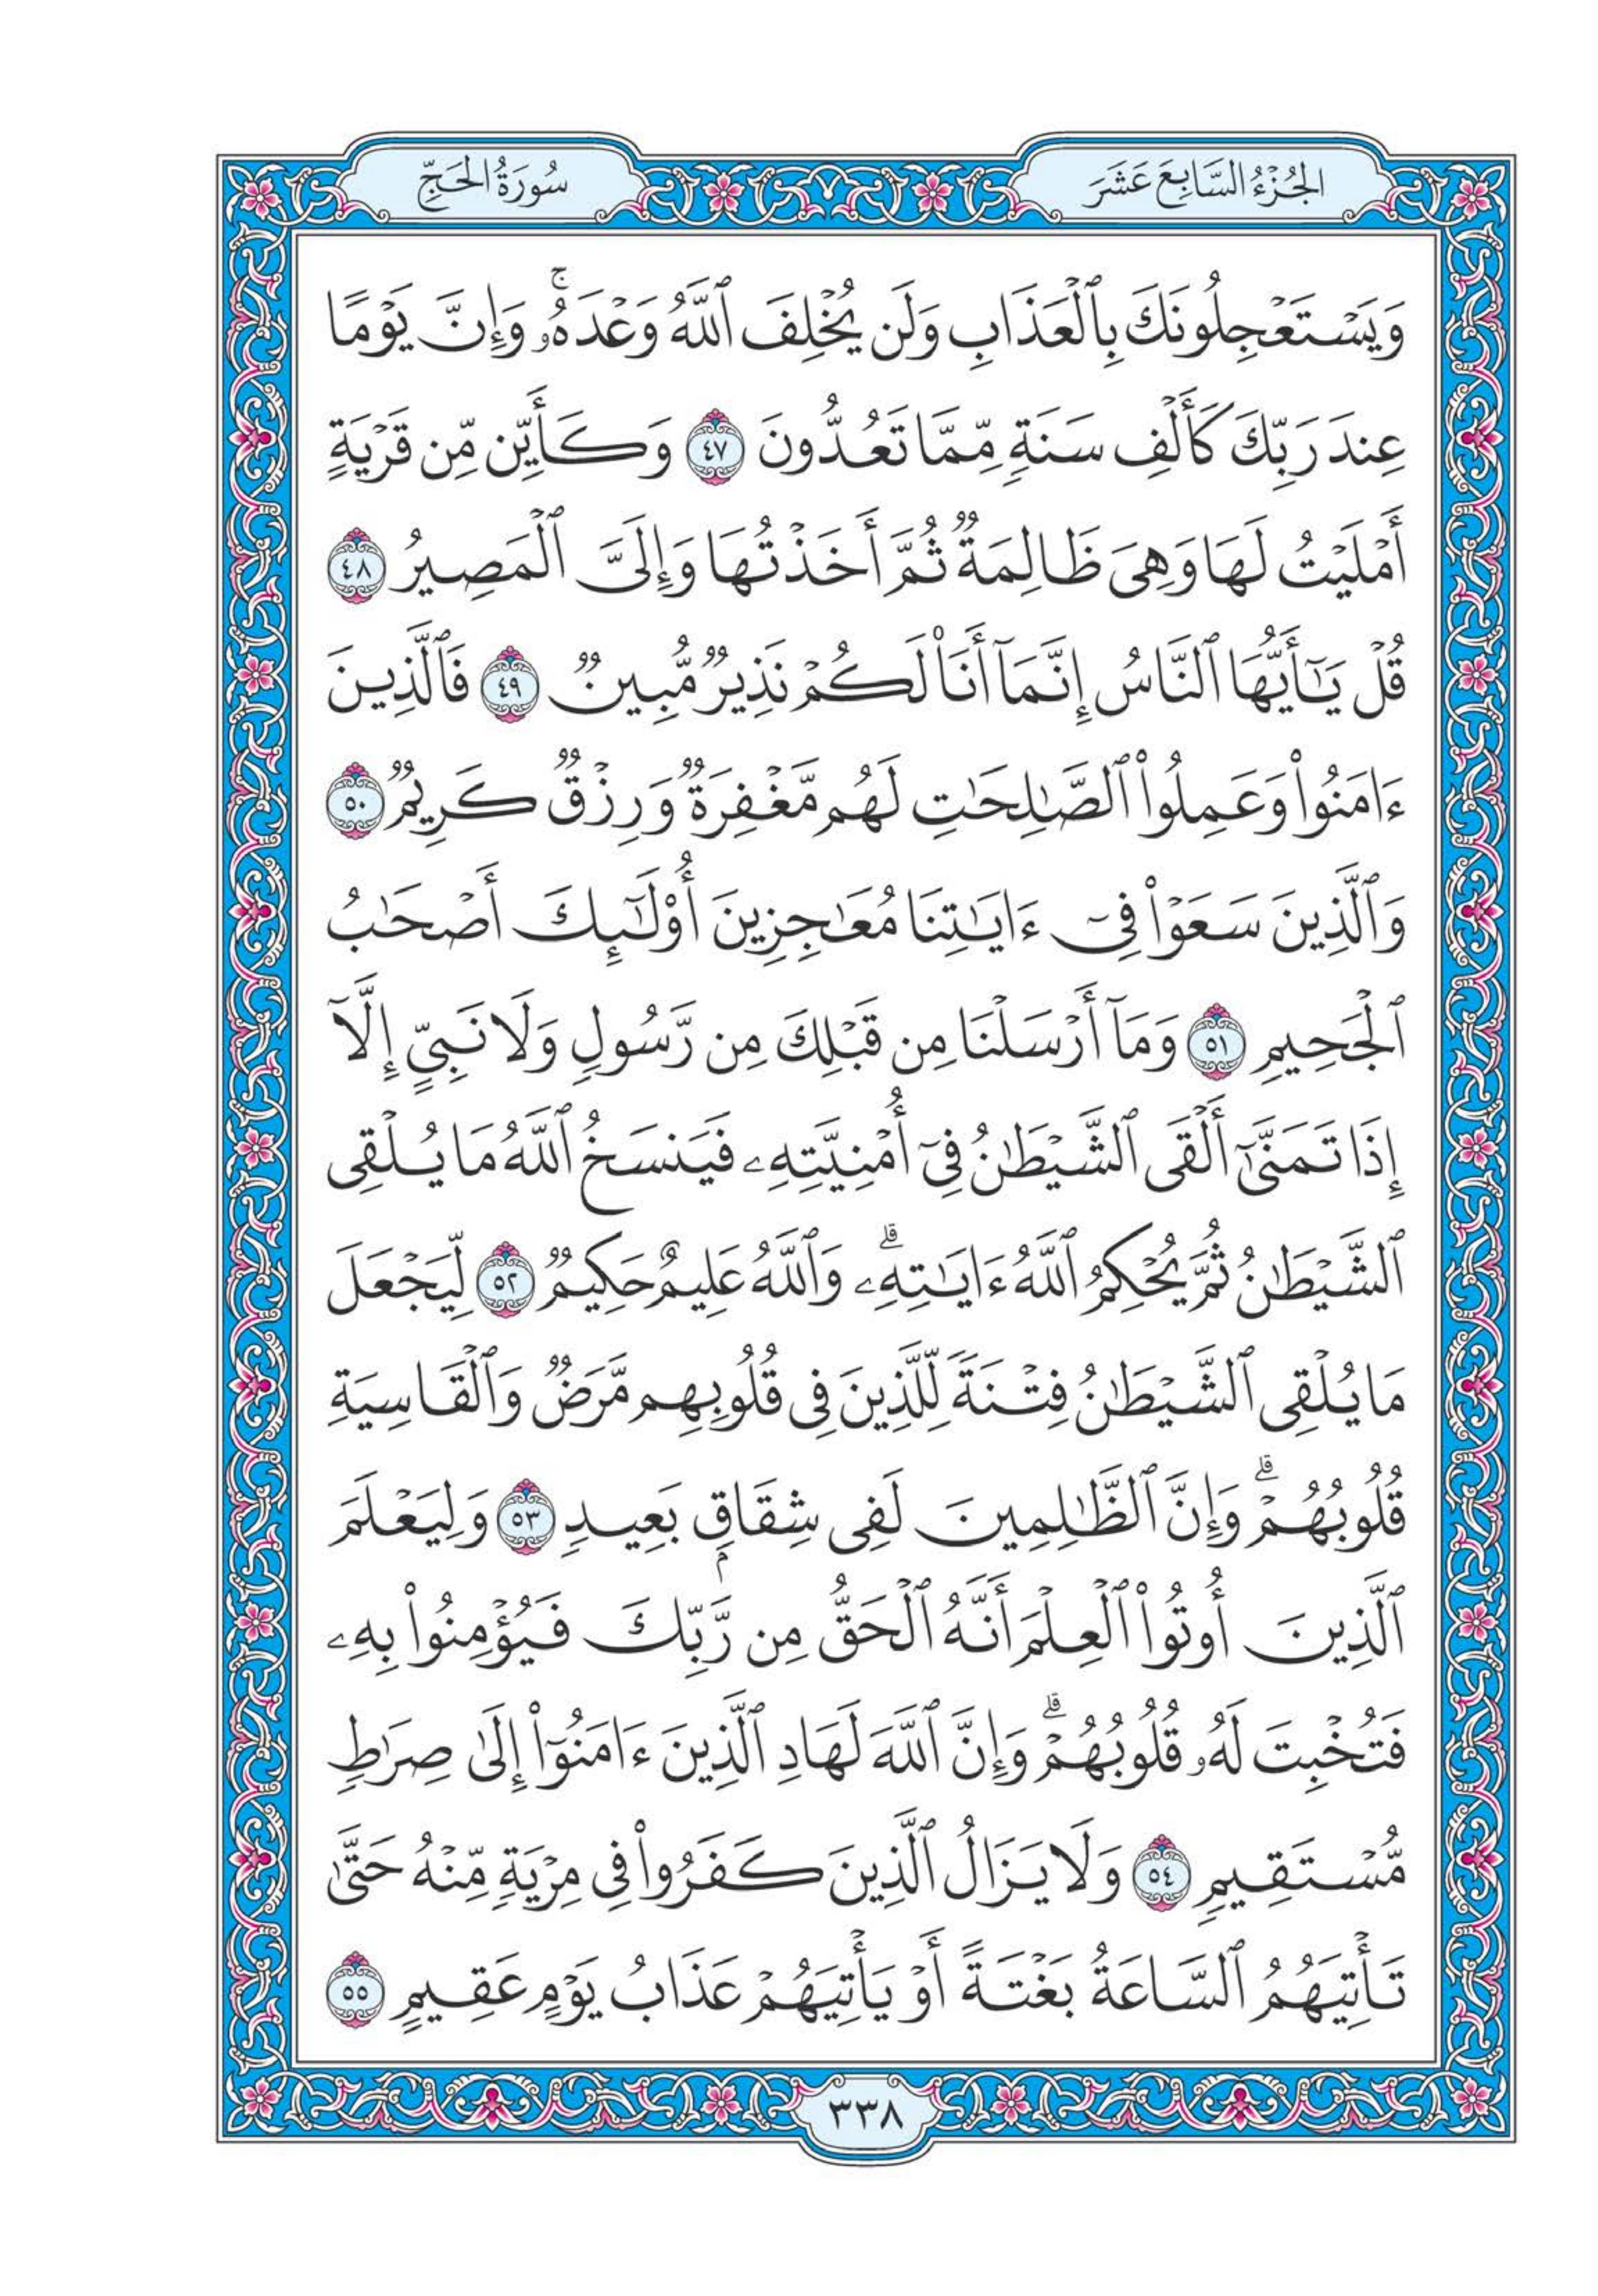 الجُزْءُ السَّابِعَ عَشَرَ
سُورَةُ الحَجِّ
وَيَسْتَعْجِلُونَكَ بِٱلْعَذَابِ وَلَن يُخْلِفَ ٱللَّهُ وَعْدَهُۥۚ وَإِنَّ يَوْمًا
عِندَ رَبِّكَ كَأَلْفِ سَنَةٍ مِّمَّا تَعُدُّونَ ٤٧ وَكَأَيِّن مِّن قَرْيَةٍ
أَمْلَيْتُ لَهَا وَهِىَ ظَالِمَةٌ ثُمَّ أَخَذْتُهَا وَإِلَىَّ ٱلْمَصِيرُ ٤٨
قُلْ يَٰٓأَيُّهَا ٱلنَّاسُ إِنَّمَآ أَنَا۠ لَكُمْ نَذِيرٌ مُّبِينٌ ٤٩ فَٱلَّذِينَ
ءَامَنُوا۟ وَعَمِلُوا۟ ٱلصَّٰلِحَٰتِ لَهُم مَّغْفِرَةٌ وَرِزْقٌ كَرِيمٌ ٥٠
وَٱلَّذِينَ سَعَوْا۟ فِىٓ ءَايَٰتِنَا مُعَٰجِزِينَ أُو۟لَٰٓئِكَ أَصْحَٰبُ
ٱلْجَحِيمِ ٥١ وَمَآ أَرْسَلْنَا مِن قَبْلِكَ مِن رَّسُولٍ وَلَا نَبِىٍّ إِلَّآ
إِذَا تَمَنَّىٰٓ أَلْقَى ٱلشَّيْطَٰنُ فِىٓ أُمْنِيَّتِهِۦ فَيَنسَخُ ٱللَّهُ مَا يُلْقِى
ٱلشَّيْطَٰنُ ثُمَّ يُحْكِمُ ٱللَّهُ ءَايَٰتِهِۦۗ وَٱللَّهُ عَلِيمٌ حَكِيمٌ ٥٢ لِّيَجْعَلَ
مَا يُلْقِى ٱلشَّيْطَٰنُ فِتْنَةً لِّلَّذِينَ فِى قُلُوبِهِم مَّرَضٌ وَٱلْقَاسِيَةِ
قُلُوبُهُمْۗ وَإِنَّ ٱلظَّٰلِمِينَ لَفِى شِقَاقٍۭ بَعِيدٍ ٥٣ وَلِيَعْلَمَ
ٱلَّذِينَ أُوتُوا۟ ٱلْعِلْمَ أَنَّهُ ٱلْحَقُّ مِن رَّبِّكَ فَيُؤْمِنُوا۟ بِهِۦ
فَتُخْبِتَ لَهُۥ قُلُوبُهُمْۗ وَإِنَّ ٱللَّهَ لَهَادِ ٱلَّذِينَ ءَامَنُوٓا۟ إِلَىٰ صِرَٰطٍ
مُّسْتَقِيمٍ ٥٤ وَلَا يَزَالُ ٱلَّذِينَ كَفَرُوا۟ فِى مِرْيَةٍ مِّنْهُ حَتَّىٰ
تَأْتِيَهُمُ ٱلسَّاعَةُ بَغْتَةً أَوْ يَأْتِيَهُمْ عَذَابُ يَوْمٍ عَقِيمٍ ٥٥
٣٣٨